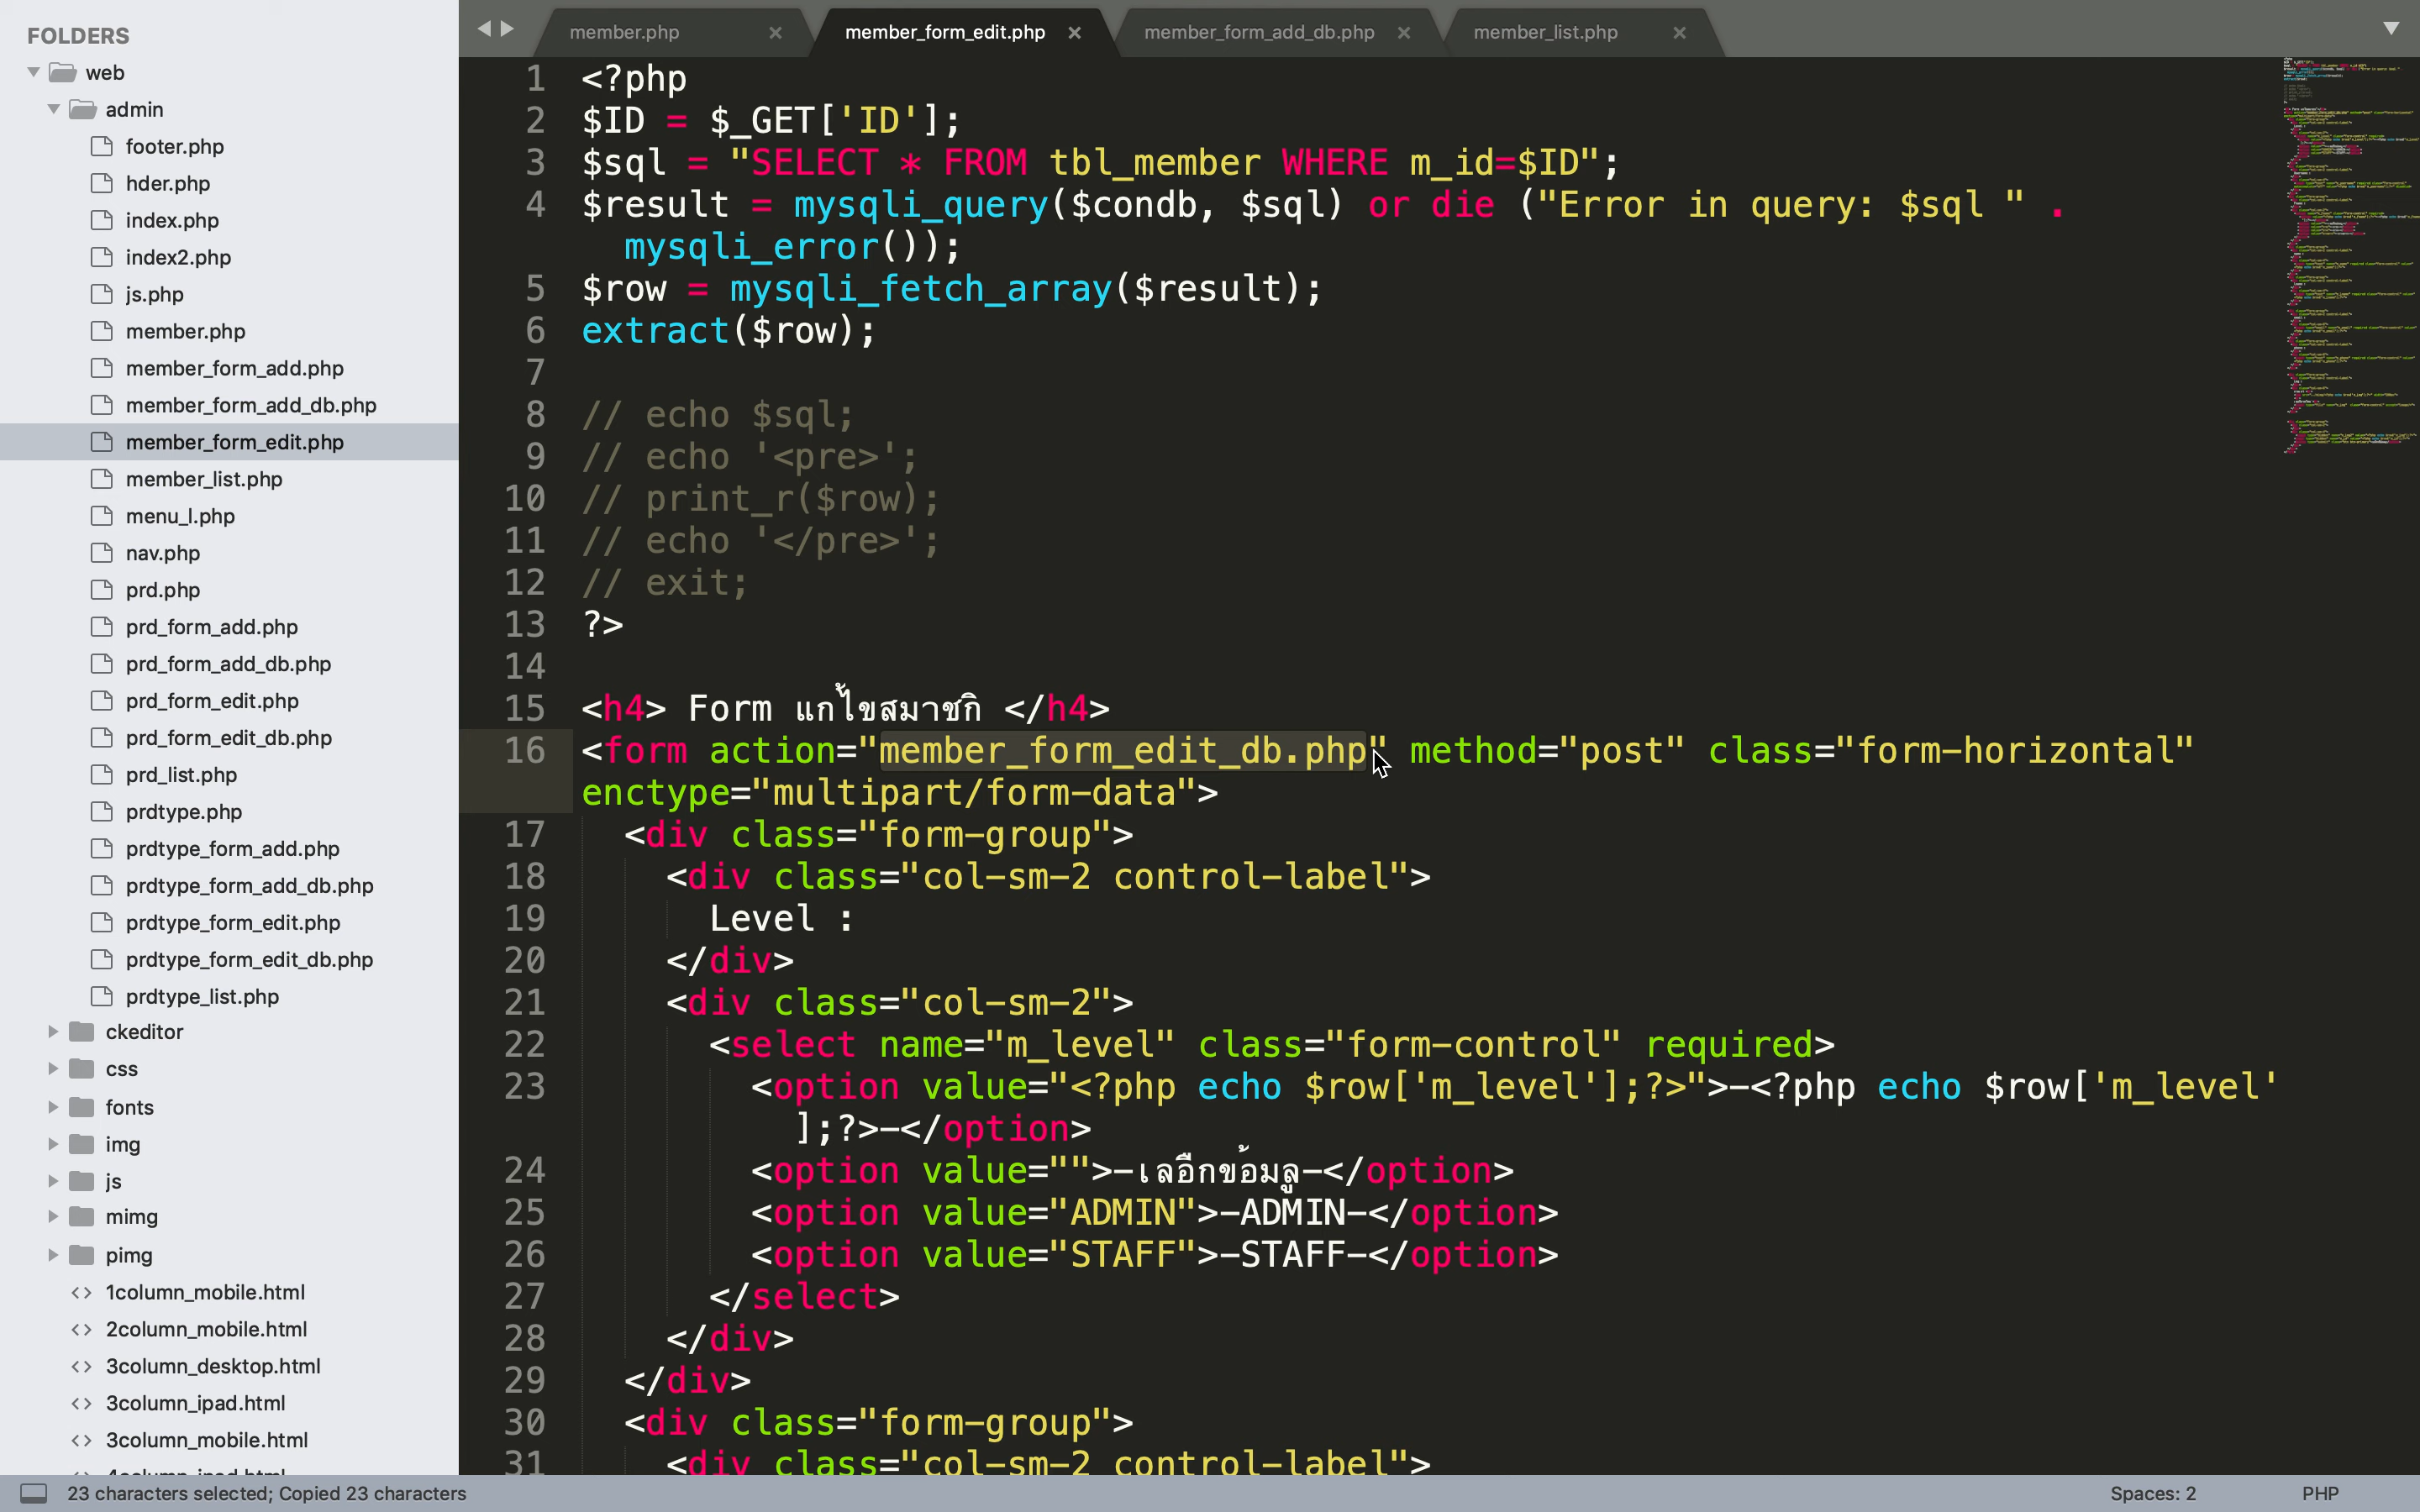 FOLDERS
web
admin
footer.php
hder.php
index.php
index2.php
js.php
member.php
member_form_add.php
member_form_add_db.php
member_form_edit.php
member_list.php
menu_l.php
nav.php
prd.php
prd_form_add.php
prd_form_add_db.php
prd_form_edit.php
prd_form_edit_db.php
prd_list.php
prdtype.php
prdtype_form_add.php
prdtype_form_add_db.php
prdtype_form_edit.php
prdtype_form_edit_db.php
prdtype_list.php
ckeditor
css
fonts
img
js
mimg
pimg
1column_mobile.html
2column_mobile.html
3column_desktop.html
3column_ipad.html
3column_mobile.html
member.php
member_form_edit.php
member_form_add_db.php
member_list.php
1 <?php
2 $ID = $_GET['ID'];
3 $sql = "SELECT * FROM tbl_member WHERE m_id=$ID";
4 $result = mysqli_query($condb, $sql) or die ("Error in query: $sql " .
mysqli_error());
5 $row = mysqli_fetch_array($result);
6 extract($row);
7
8 // echo $sql;
9 // echo '<pre>';
10 // print_r($row);
11 // echo '</pre>';
12 // exit;
13 ?>
14
15 <h4> Form แก้ไขสมาชิก </h4>
16 <form action="member_form_edit_db.php" method="post" class="form-horizontal"
enctype="multipart/form-data">
17 <div class="form-group">
18 <div class="col-sm-2 control-label">
19 Level :
20 </div>
21 <div class="col-sm-2">
22 <select name="m_level" class="form-control" required>
23 <option value="<?php echo $row['m_level'];?>">-<?php echo $row['m_level'
];?>-</option>
24 <option value="">-เลือกข้อมูล-</option>
25 <option value="ADMIN">-ADMIN-</option>
26 <option value="STAFF">-STAFF-</option>
27 </select>
28 </div>
29 </div>
30 <div class="form-group">
31 <div class="col-sm-2 control-label">
23 characters selected; Copied 23 characters
Spaces: 2
PHP